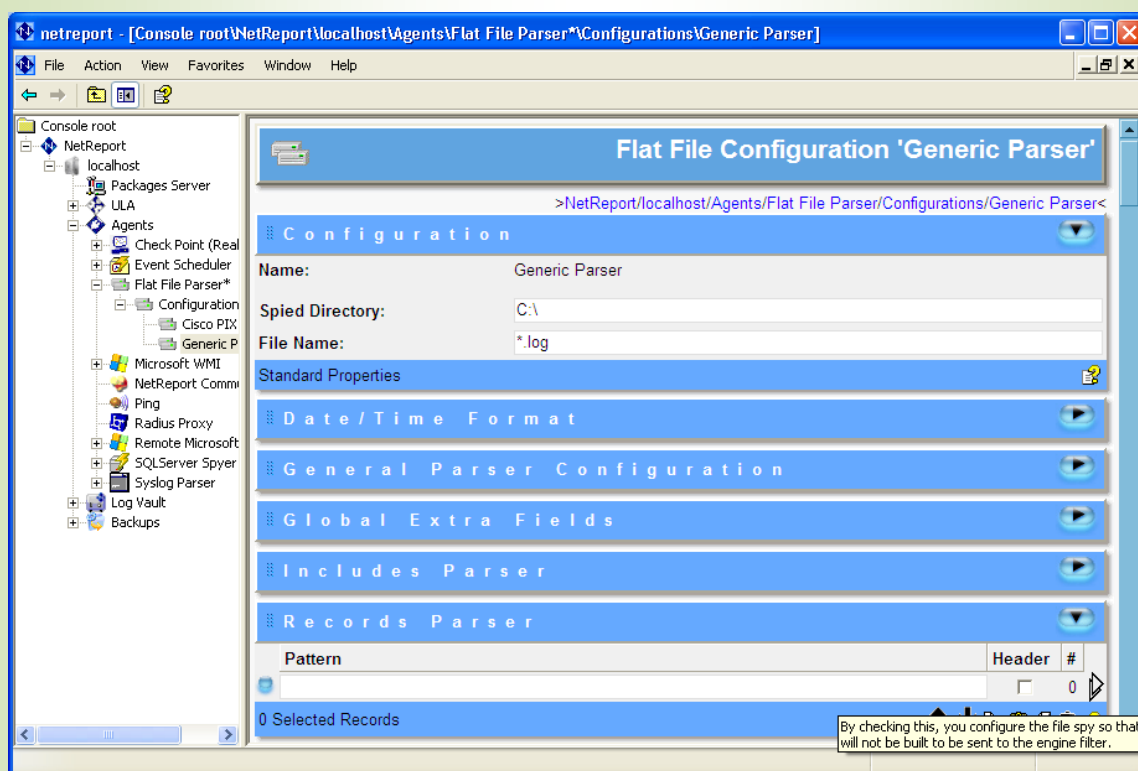 netreport - [Console root\NetReport\localhost\Agents\Flat File Parser*\Configurations\Generic Parser]
File Action View Favorites Window Help
Console root
NetReport
localhost
Packages Server
ULA
Agents
Check Point (Real
Event Scheduler
Flat File Parser*
Configuration
Cisco PIX
Generic P
Microsoft WMI
NetReport Commu
Ping
Radius Proxy
Remote Microsoft
SQLServer Spyer
Syslog Parser
Log Vault
Backups
Flat File Configuration 'Generic Parser'
>NetReport/localhost/Agents/Flat File Parser/Configurations/Generic Parser<
Configuration
Name: Generic Parser
Spied Directory: C:\
File Name: *.log
Standard Properties
Date/Time Format
General Parser Configuration
Global Extra Fields
Includes Parser
Records Parser
Pattern Header #
0
0 Selected Records
By checking this, you configure the file spy so that
will not be built to be sent to the engine filter.